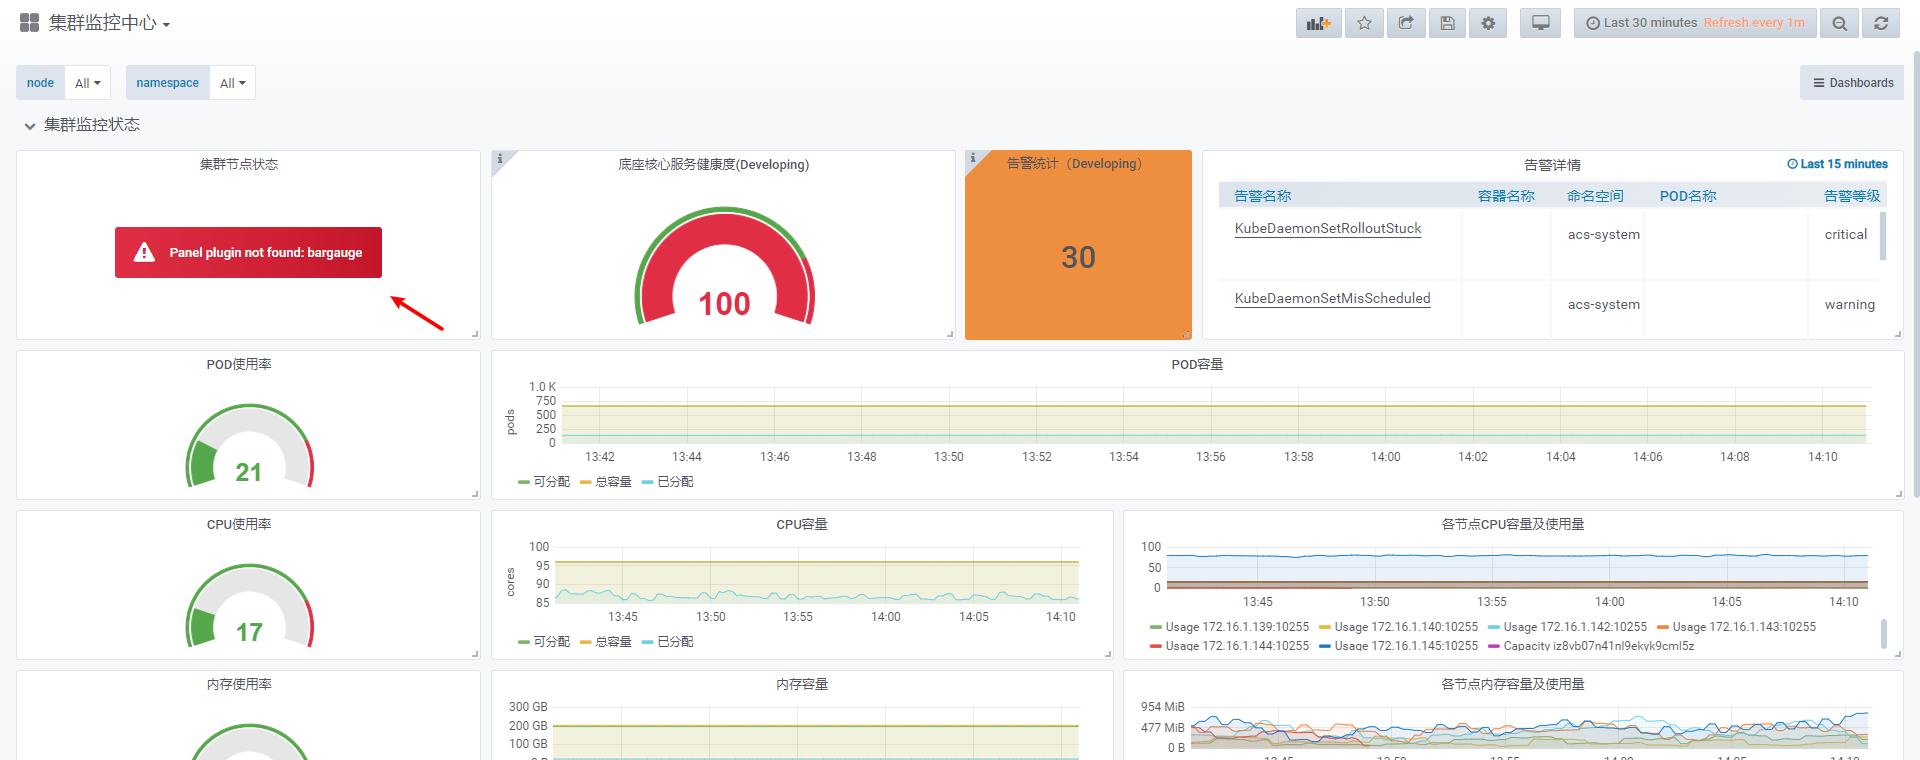 集群监控中心
Last 30 minutes Refresh every 1m
node All namespace All
Dashboards
集群监控状态
集群节点状态
Panel plugin not found: bargauge
底座核心服务健康度(Developing)
100
告警统计（Developing）
30
告警详情
Last 15 minutes
告警名称 容器名称 命名空间 POD名称 告警等级
KubeDaemonSetRolloutStuck acs-system critical
KubeDaemonSetMisScheduled acs-system warning
POD使用率
21
POD容量
pods
1.0 K
750
500
250
0
13:42 13:44 13:46 13:48 13:50 13:52 13:54 13:56 13:58 14:00 14:02 14:04 14:06 14:08 14:10
可分配 总容量 已分配
CPU使用率
17
CPU容量
cores
100
95
90
85
13:45 13:50 13:55 14:00 14:05 14:10
可分配 总容量 已分配
各节点CPU容量及使用量
100
50
0
13:45 13:50 13:55 14:00 14:05 14:10
Usage 172.16.1.139:10255 Usage 172.16.1.140:10255 Usage 172.16.1.142:10255 Usage 172.16.1.143:10255
Usage 172.16.1.144:10255 Usage 172.16.1.145:10255 Capacity iz8vb07n41nl9ekyk9cml5z
内存使用率
内存容量
300 GB
200 GB
100 GB
各节点内存容量及使用量
954 MiB
477 MiB
0 B